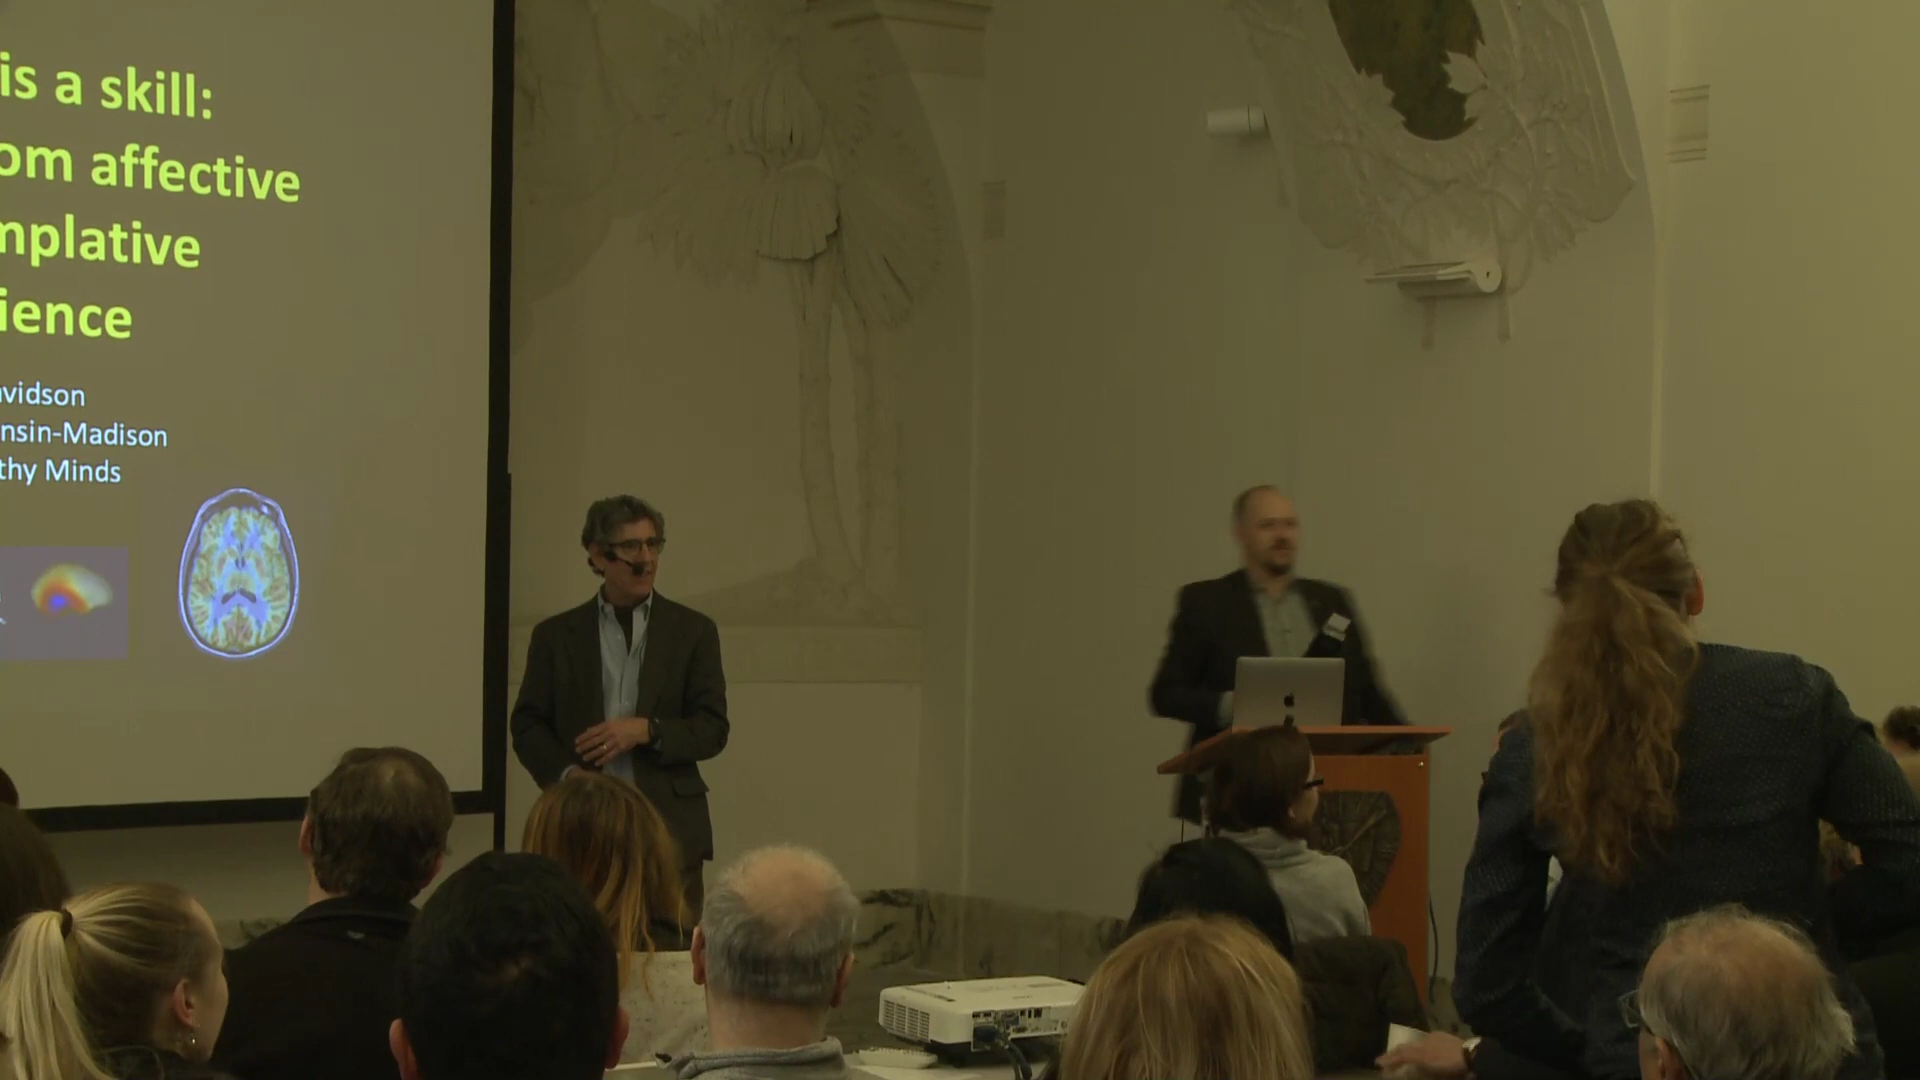 is a skill:
om affective
mplative
ience
vidson
nsin-Madison
thy Minds